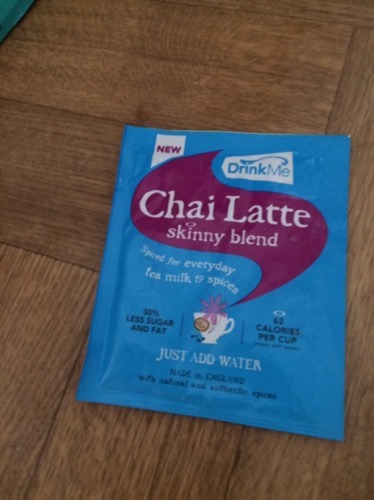 NEW
DrinkMe
Chai Latte
skinny blend
Spiced for everyday
tea milk & spices
30%
LESS SUGAR
AND FAT
62
CALORIES
PER CUP
JUST ADD WATER
MADE IN ENGLAND
with natural and authentic spices